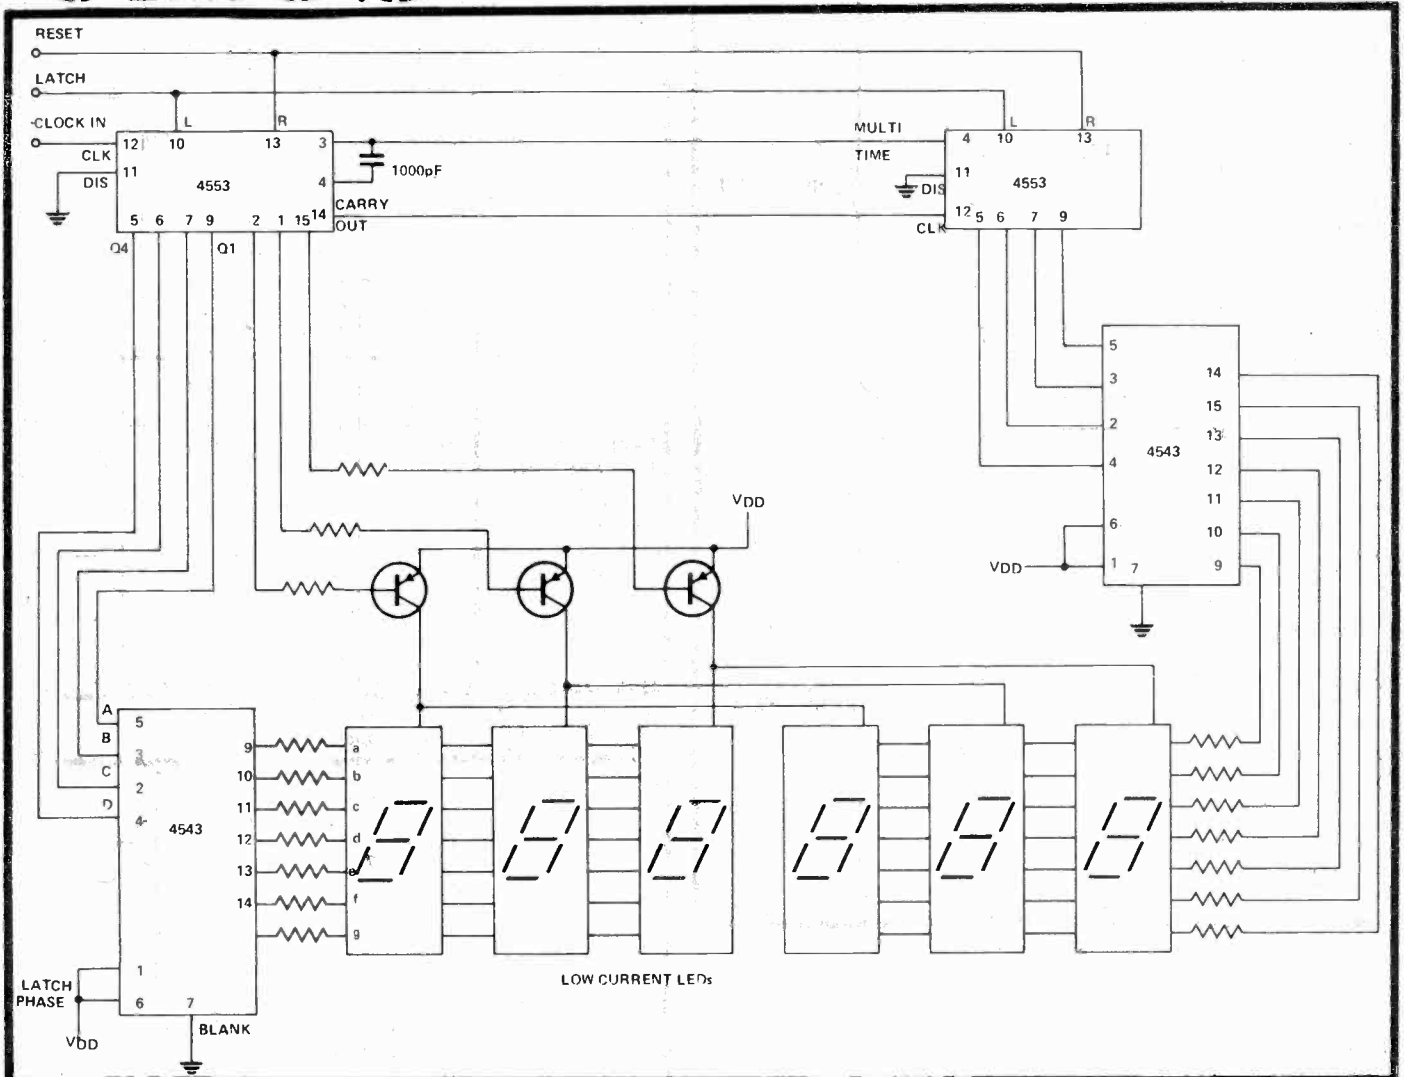 RESET
LATCH
CLOCK IN
CLK
DIS
12
11
10
L
13
R
3
4
4553
5
6
7
9
2
1
15
14
Q4
Q1
1000pF
CARRY
OUT
MULTI
TIME
DIS
CLK
4
11
12
10
L
13
R
4553
5
6
7
9
5
3
2
4
6
1
7
4543
14
15
13
12
11
10
9
VDD
VDD
A
B
C
D
5
3
2
4
4543
9
10
11
12
13
14
1
6
7
LATCH
PHASE
VDD
BLANK
a
b
c
d
e
f
g
LOW CURRENT LEDs